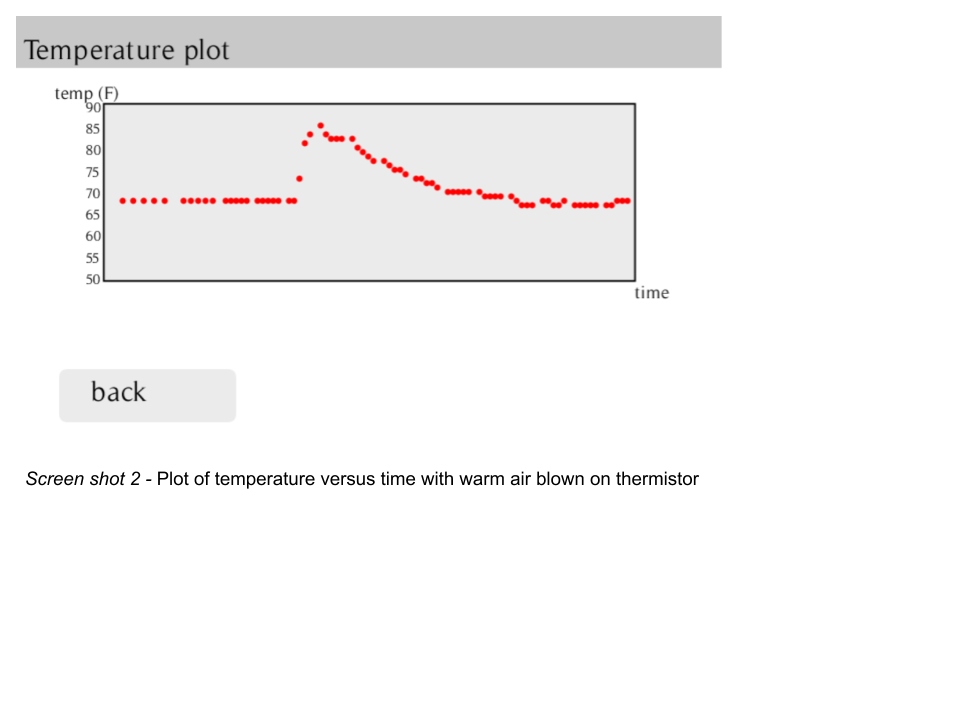 Temperature plot
temp (F)
90
85
80
75
70
65
60
55
50
time
back
Screen shot 2 - Plot of temperature versus time with warm air blown on thermistor